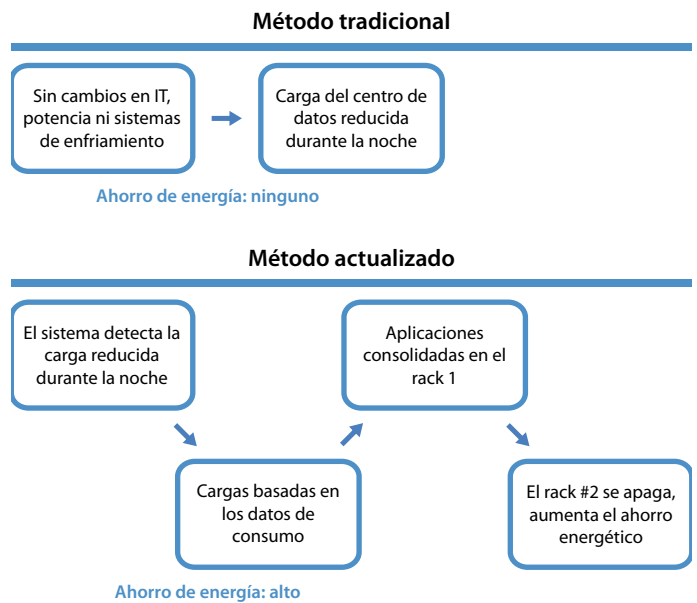 Método tradicional
Sin cambios en IT,
potencia ni sistemas
de enfriamiento
Carga del centro de
datos reducida
durante la noche
Ahorro de energía: ninguno
Método actualizado
El sistema detecta la
carga reducida
durante la noche
Cargas basadas en
los datos de
consumo
Aplicaciones
consolidadas en el
rack 1
El rack #2 se apaga,
aumenta el ahorro
energético
Ahorro de energía: alto